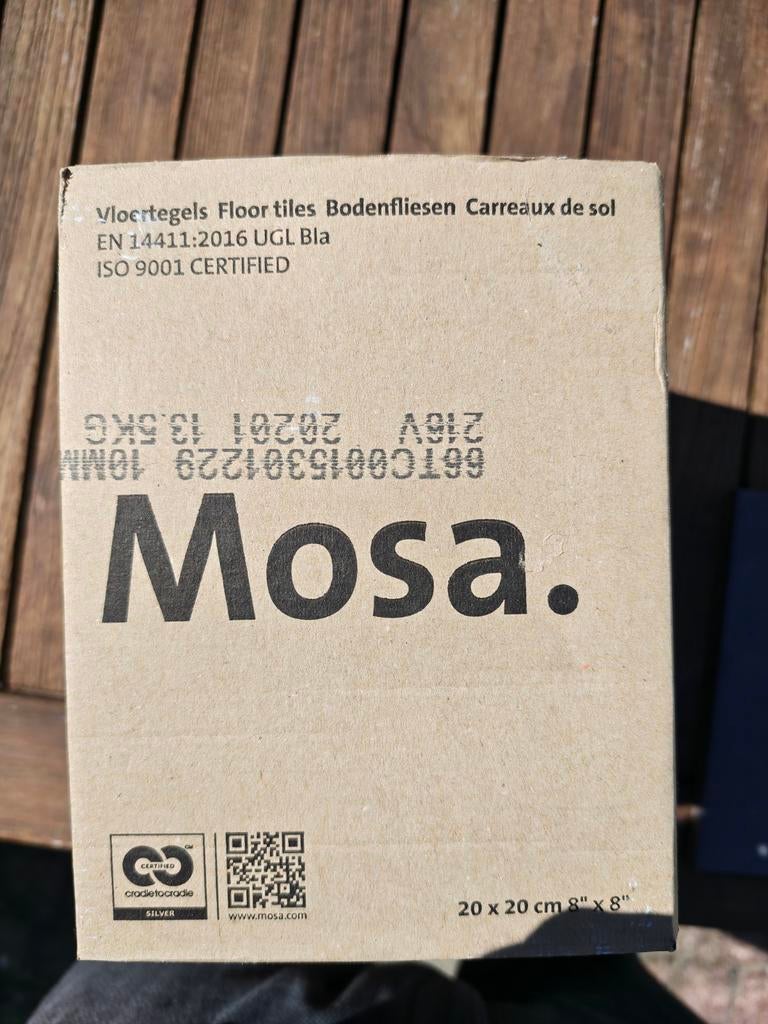 Vloertegels Floor tiles Bodenfliesen Carreaux de sol
EN 14411:2016 UGL Bla
ISO 9001 CERTIFIED
66TC0015301229 10MM
216V 20201 13.5KG
Mosa.
CERTIFIED
CM
cradletocradle
SILVER
www.mosa.com
20 x 20 cm 8" x 8"